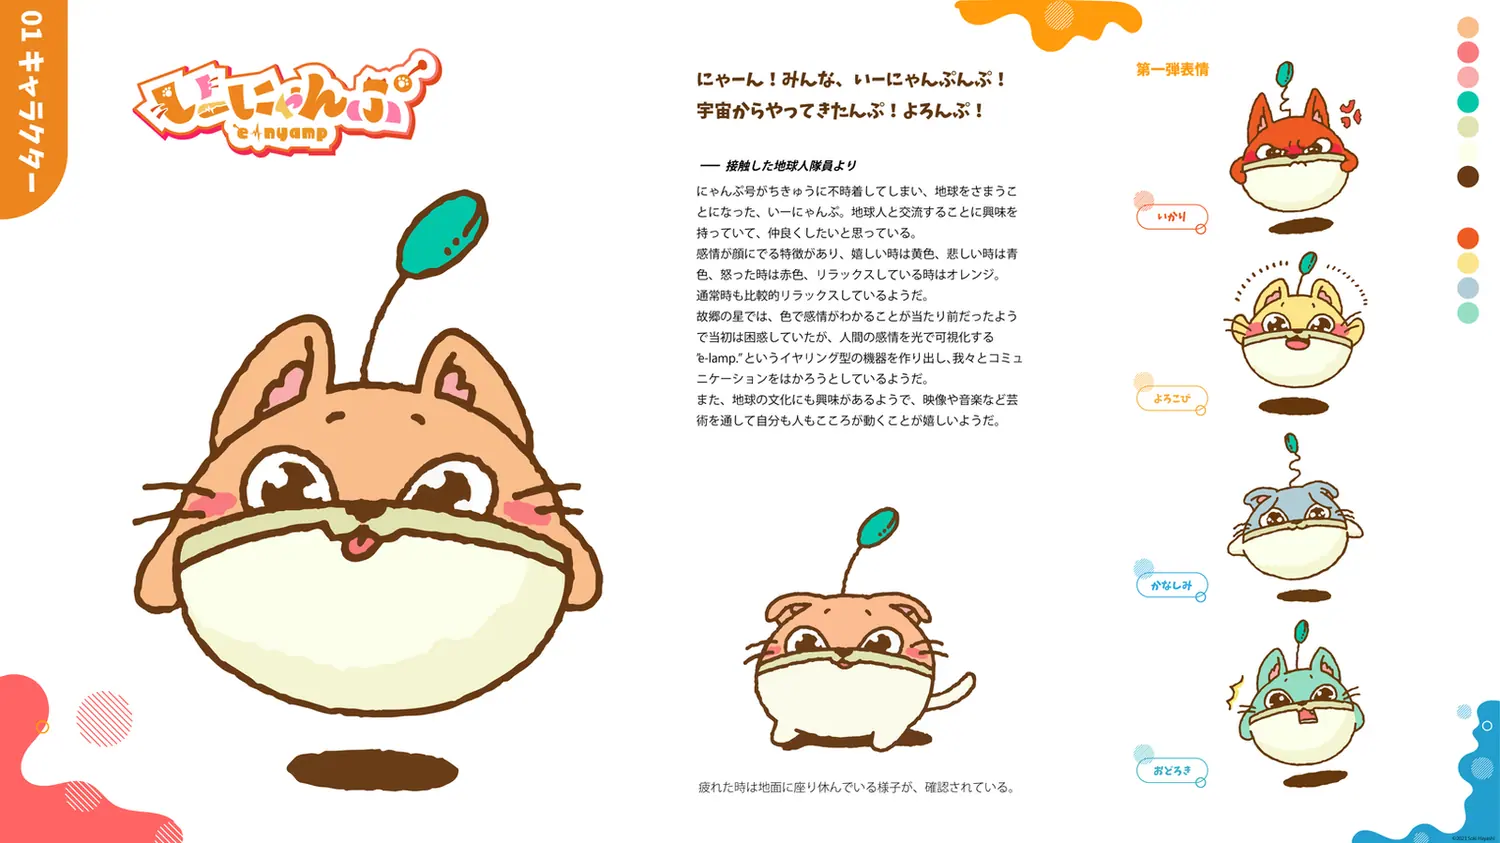 01 キャラクター
いーにゃんぷ
e-nyamp
にゃーん！みんな、いーにゃんぷんぷ！
宇宙からやってきたんぷ！よろんぷ！
── 接触した地球人隊員より
にゃんぷ号がちきゅうに不時着してしまい、地球をさまうこ
とになった、いーにゃんぷ。地球人と交流することに興味を
持っていて、仲良くしたいと思っている。
感情が顔にでる特徴があり、嬉しい時は黄色、悲しい時は青
色、怒った時は赤色、リラックスしている時はオレンジ。
通常時も比較的リラックスしているようだ。
故郷の星では、色で感情がわかることが当たり前だったよう
で当初は困惑していたが、人間の感情を光で可視化する
"e-lamp."というイヤリング型の機器を作り出し、我々とコミュ
ニケーションをはかろうとしているようだ。
また、地球の文化にも興味があるようで、映像や音楽など芸
術を通して自分も人もこころが動くことが嬉しいようだ。
疲れた時は地面に座り休んでいる様子が、確認されている。
第一弾表情
いかり
よろこび
かなしみ
おどろき